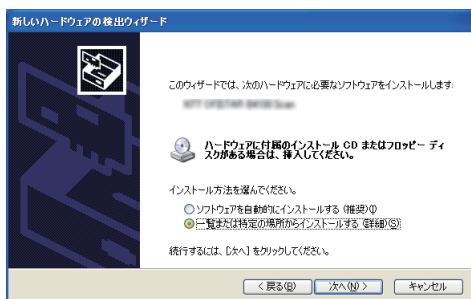 新しいハードウェアの検出ウィザード
このウィザードでは、次のハードウェアに必要なソフトウェアをインストールします:
ハードウェアに付属のインストール CD またはフロッピー ディ
スクがある場合は、挿入してください。
インストール方法を選んでください。
ソフトウェアを自動的にインストールする (推奨)(I)
一覧または特定の場所からインストールする (詳細)(S)
続行するには、[次へ] をクリックしてください。
< 戻る(B) 次へ(N) > キャンセル